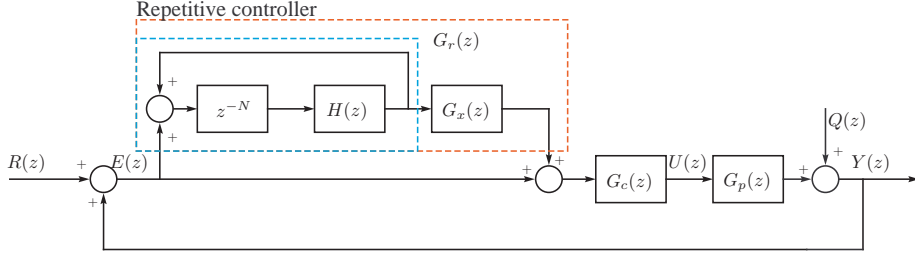 Repetitive controller
G_r(z)
+
z^{-N}
H(z)
G_x(z)
+
Q(z)
R(z)
+
E(z)
+
+
U(z)
+
+
Y(z)
G_c(z)
G_p(z)
+